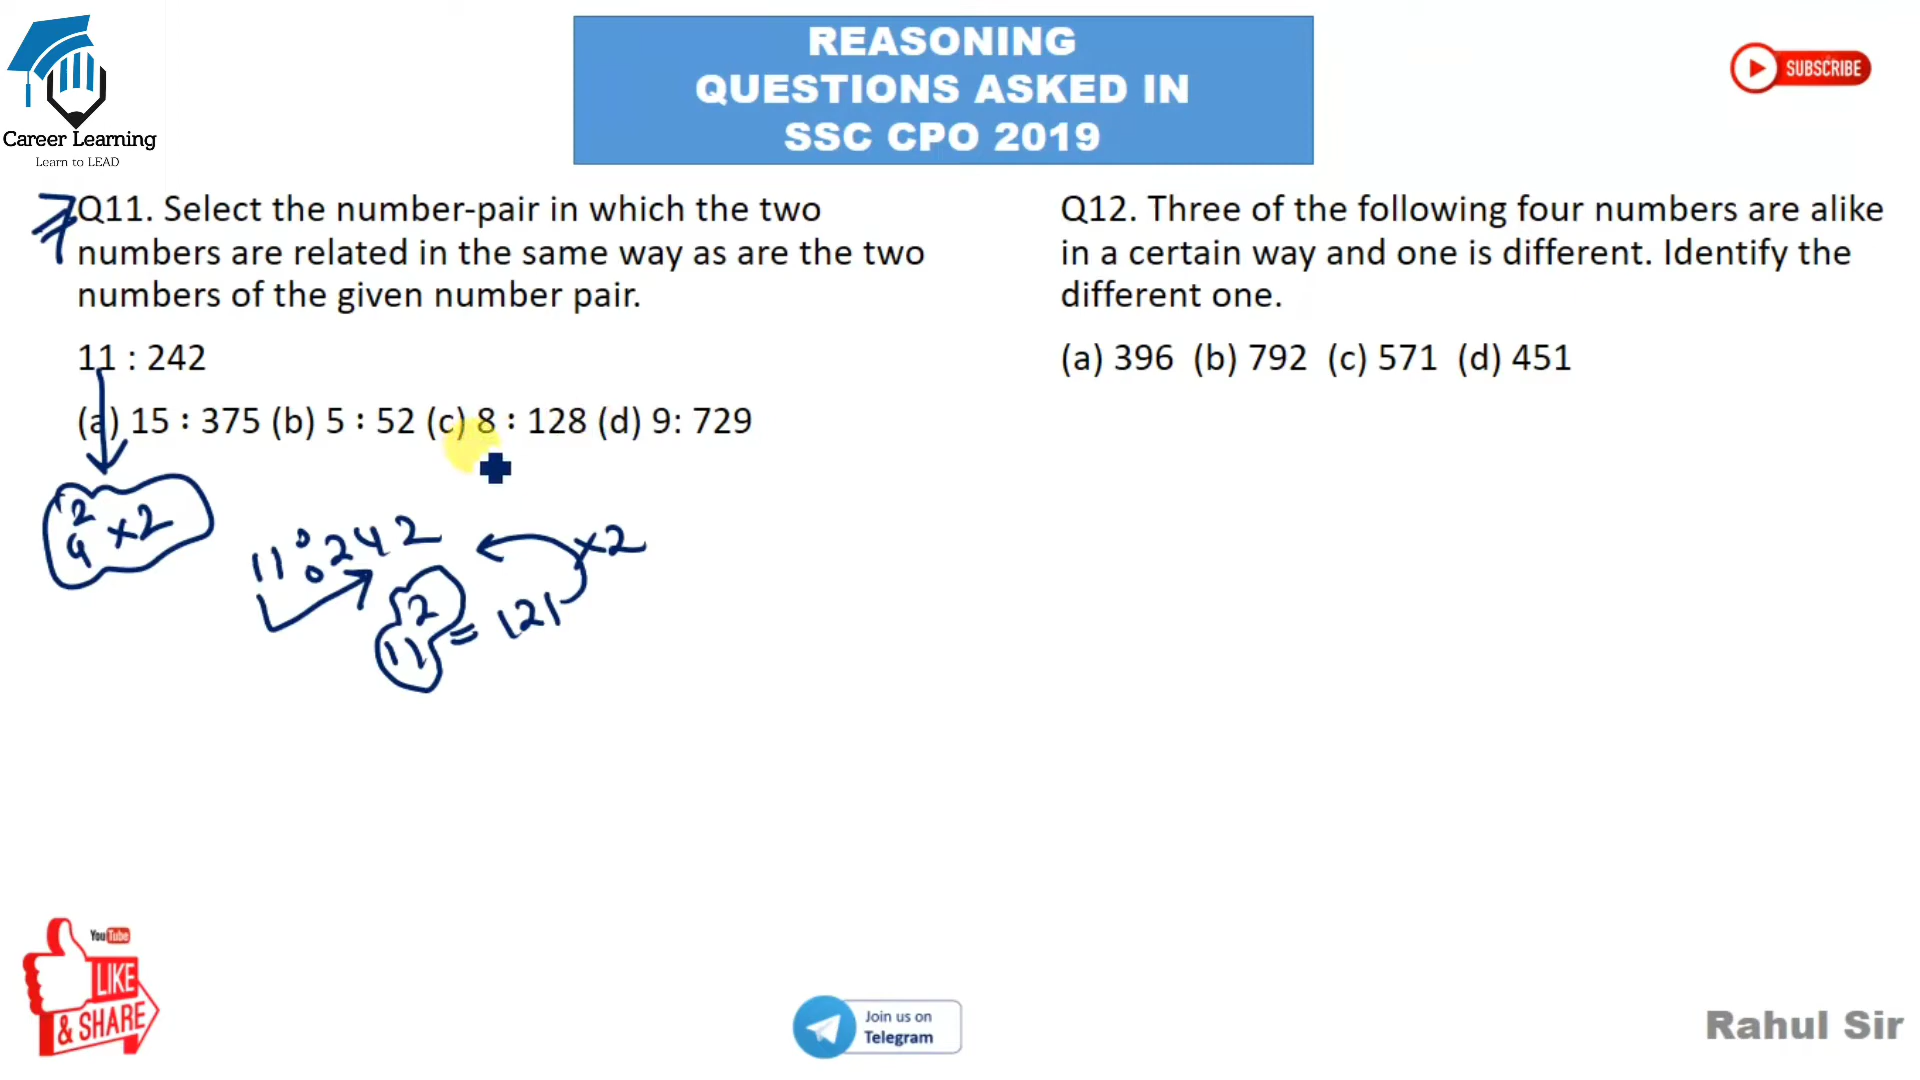 Career Learning
Learn to LEAD
REASONING
QUESTIONS ASKED IN
SSC CPO 2019
SUBSCRIBE
Q11. Select the number-pair in which the two
numbers are related in the same way as are the two
numbers of the given number pair.
11 : 242
(a) 15 : 375 (b) 5 : 52 (c) 8 : 128 (d) 9: 729
2
×2
11 : 242
×2
11 2 = 121
Q12. Three of the following four numbers are alike
in a certain way and one is different. Identify the
different one.
(a) 396 (b) 792 (c) 571 (d) 451
YouTube
LIKE
& SHARE
Join us on
Telegram
Rahul Sir